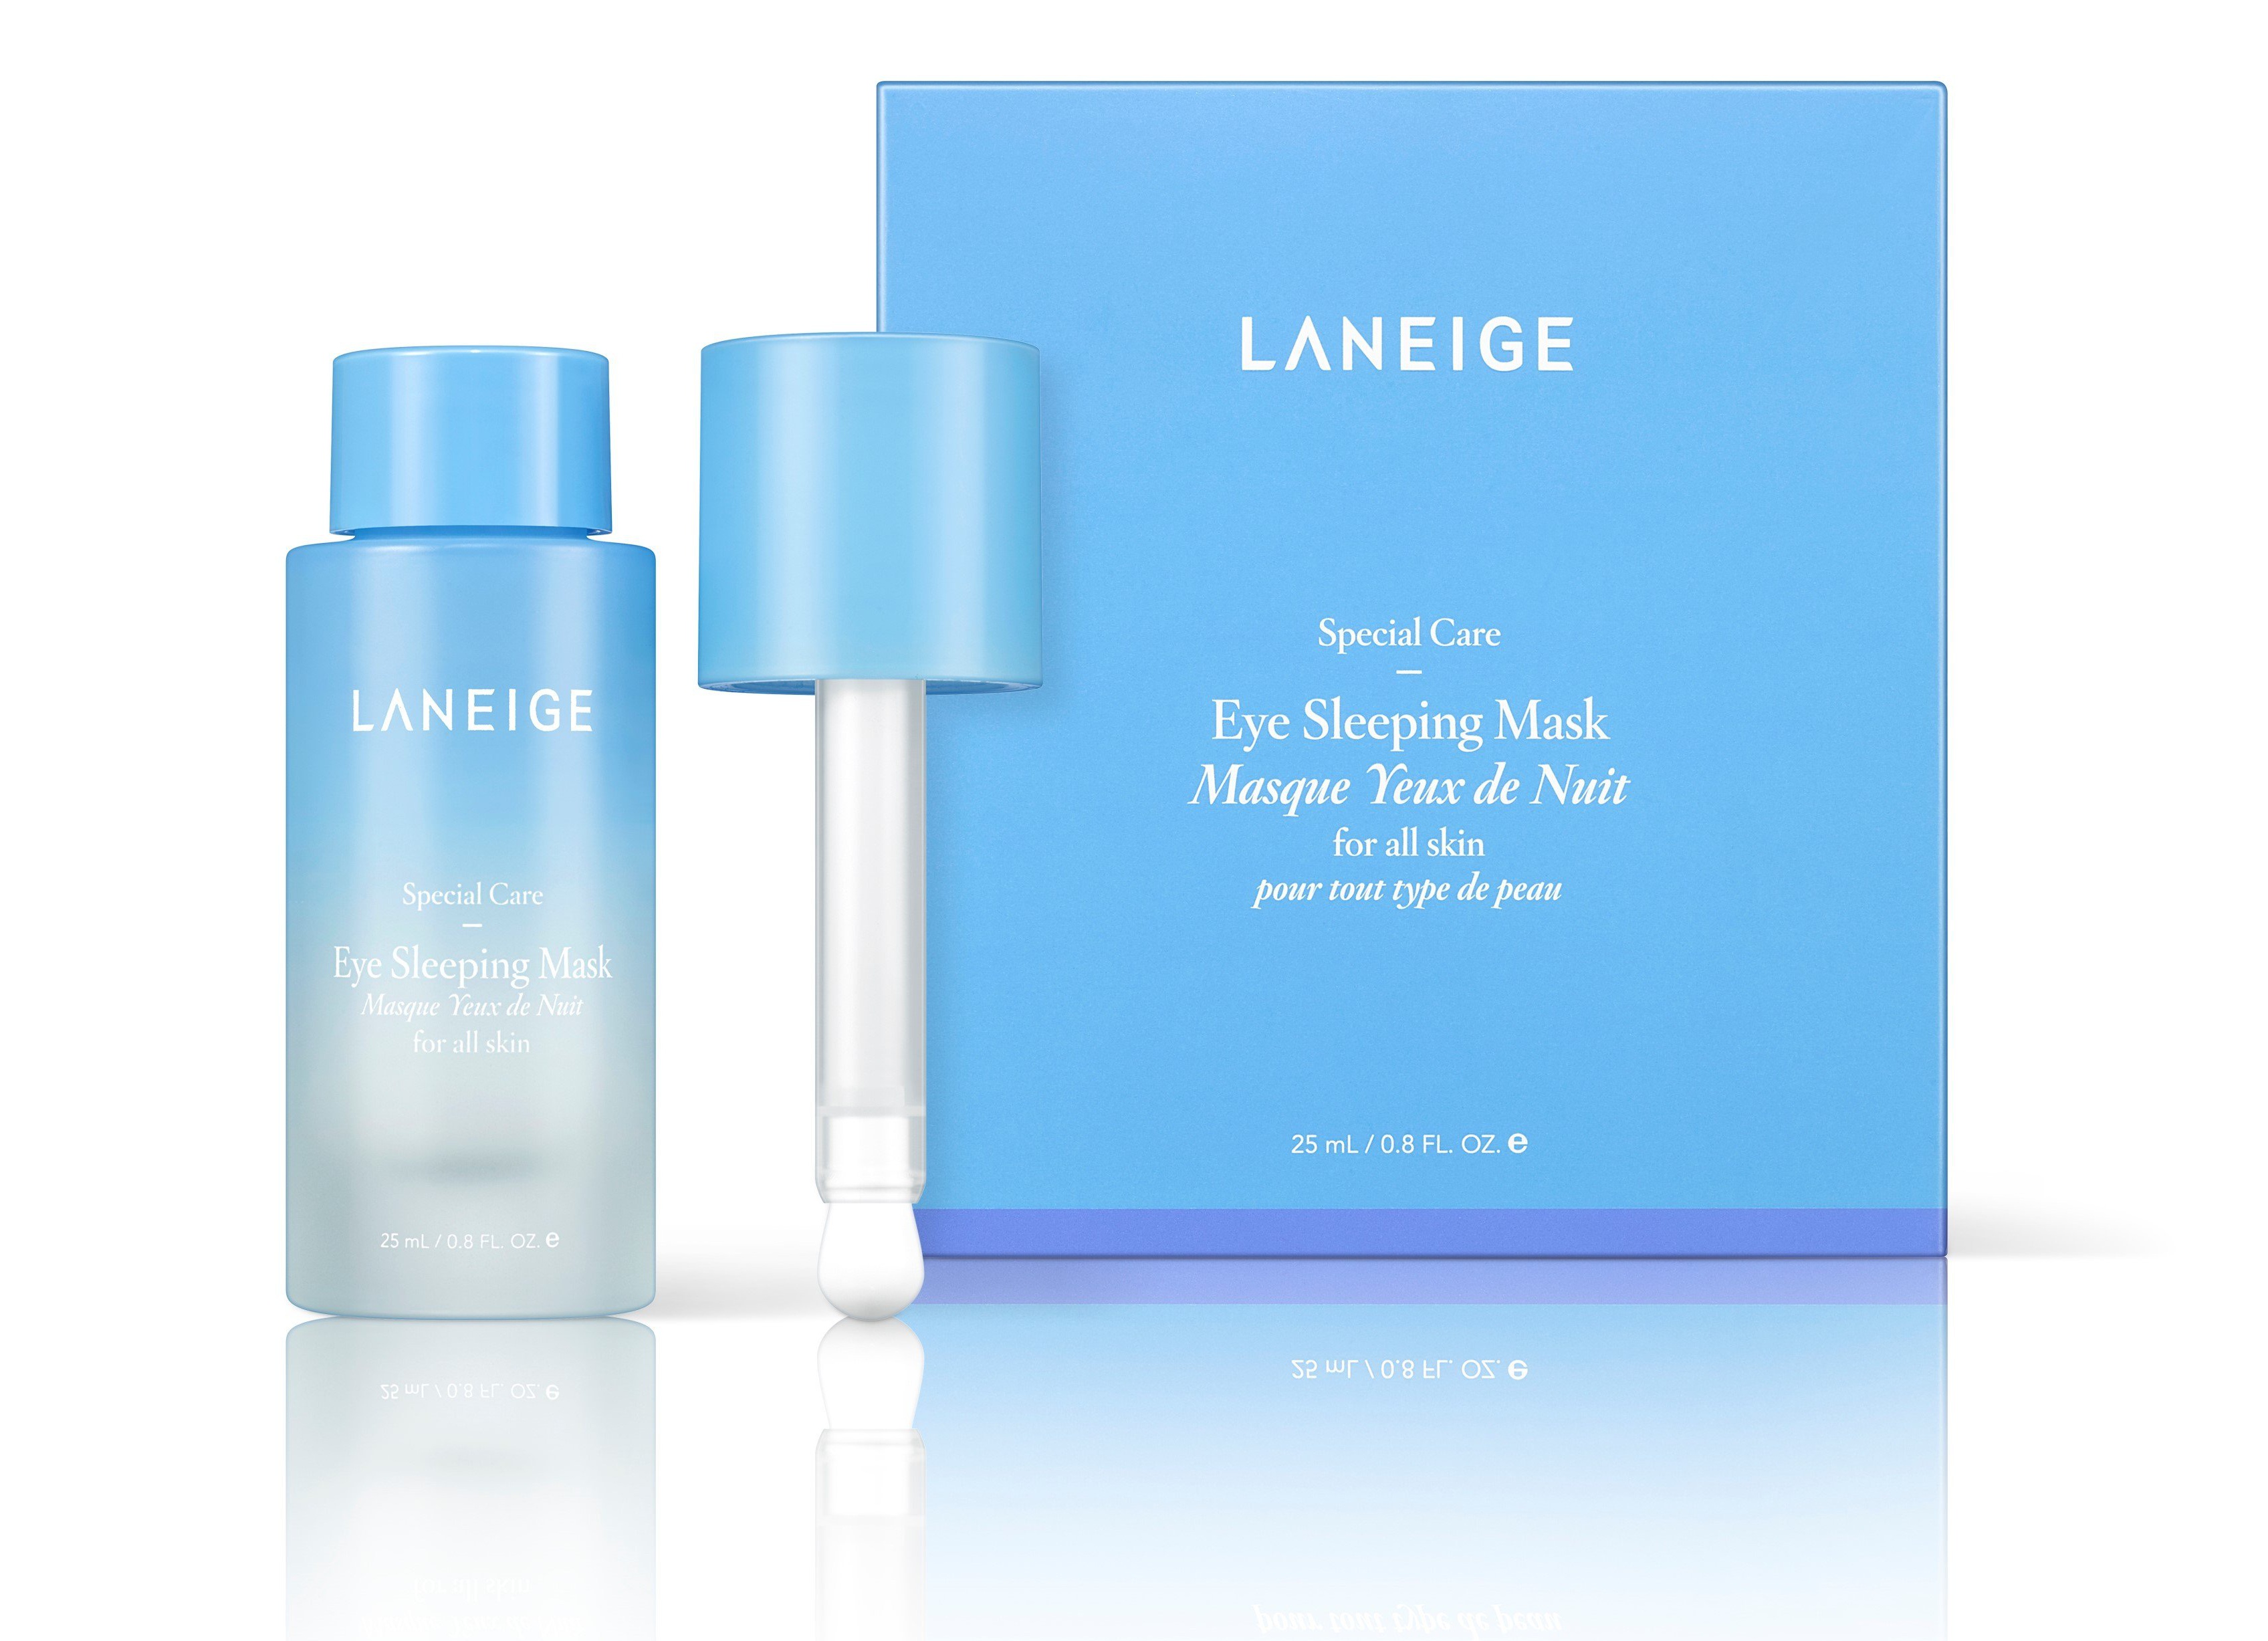 LANEIGE
Special Care
Eye Sleeping Mask
Masque Yeux de Nuit
for all skin
25 mL / 0.8 FL. OZ. e
LANEIGE
Special Care
Eye Sleeping Mask
Masque Yeux de Nuit
for all skin
pour tout type de peau
25 mL / 0.8 FL. OZ. e